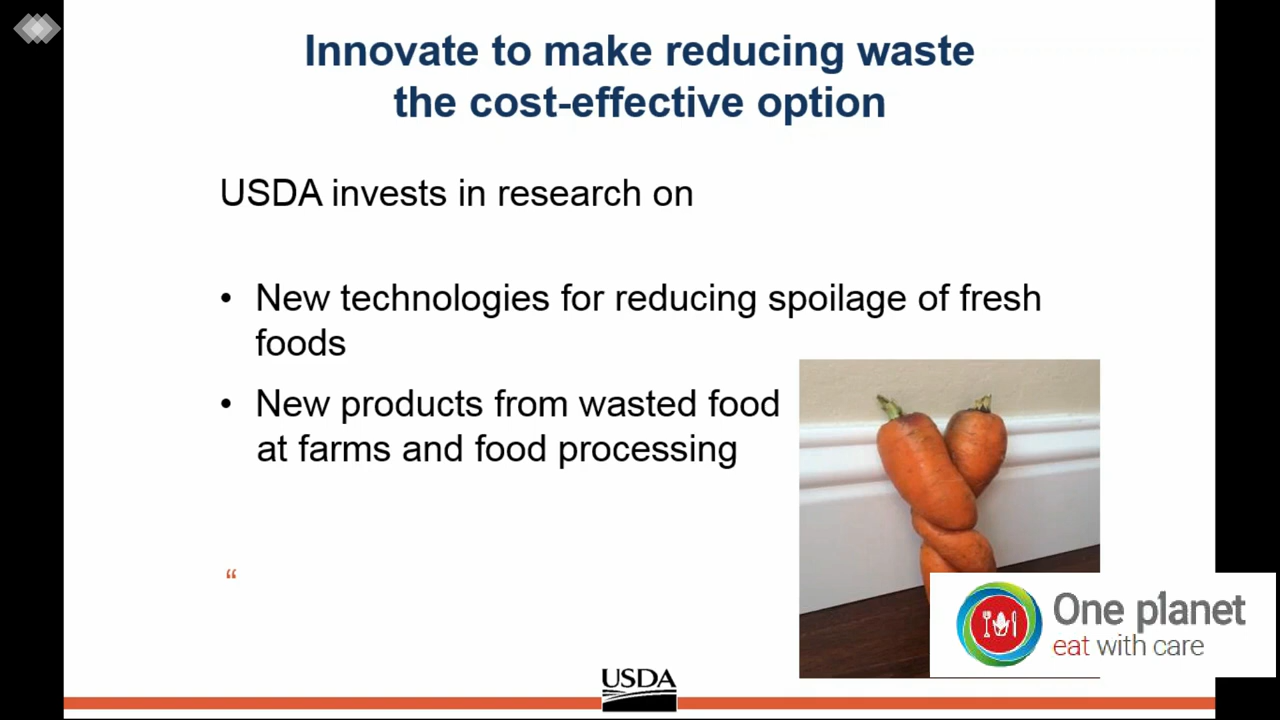 Innovate to make reducing waste
the cost-effective option
USDA invests in research on
• New technologies for reducing spoilage of fresh
foods
• New products from wasted food
at farms and food processing
“
One planet
eat with care
USDA